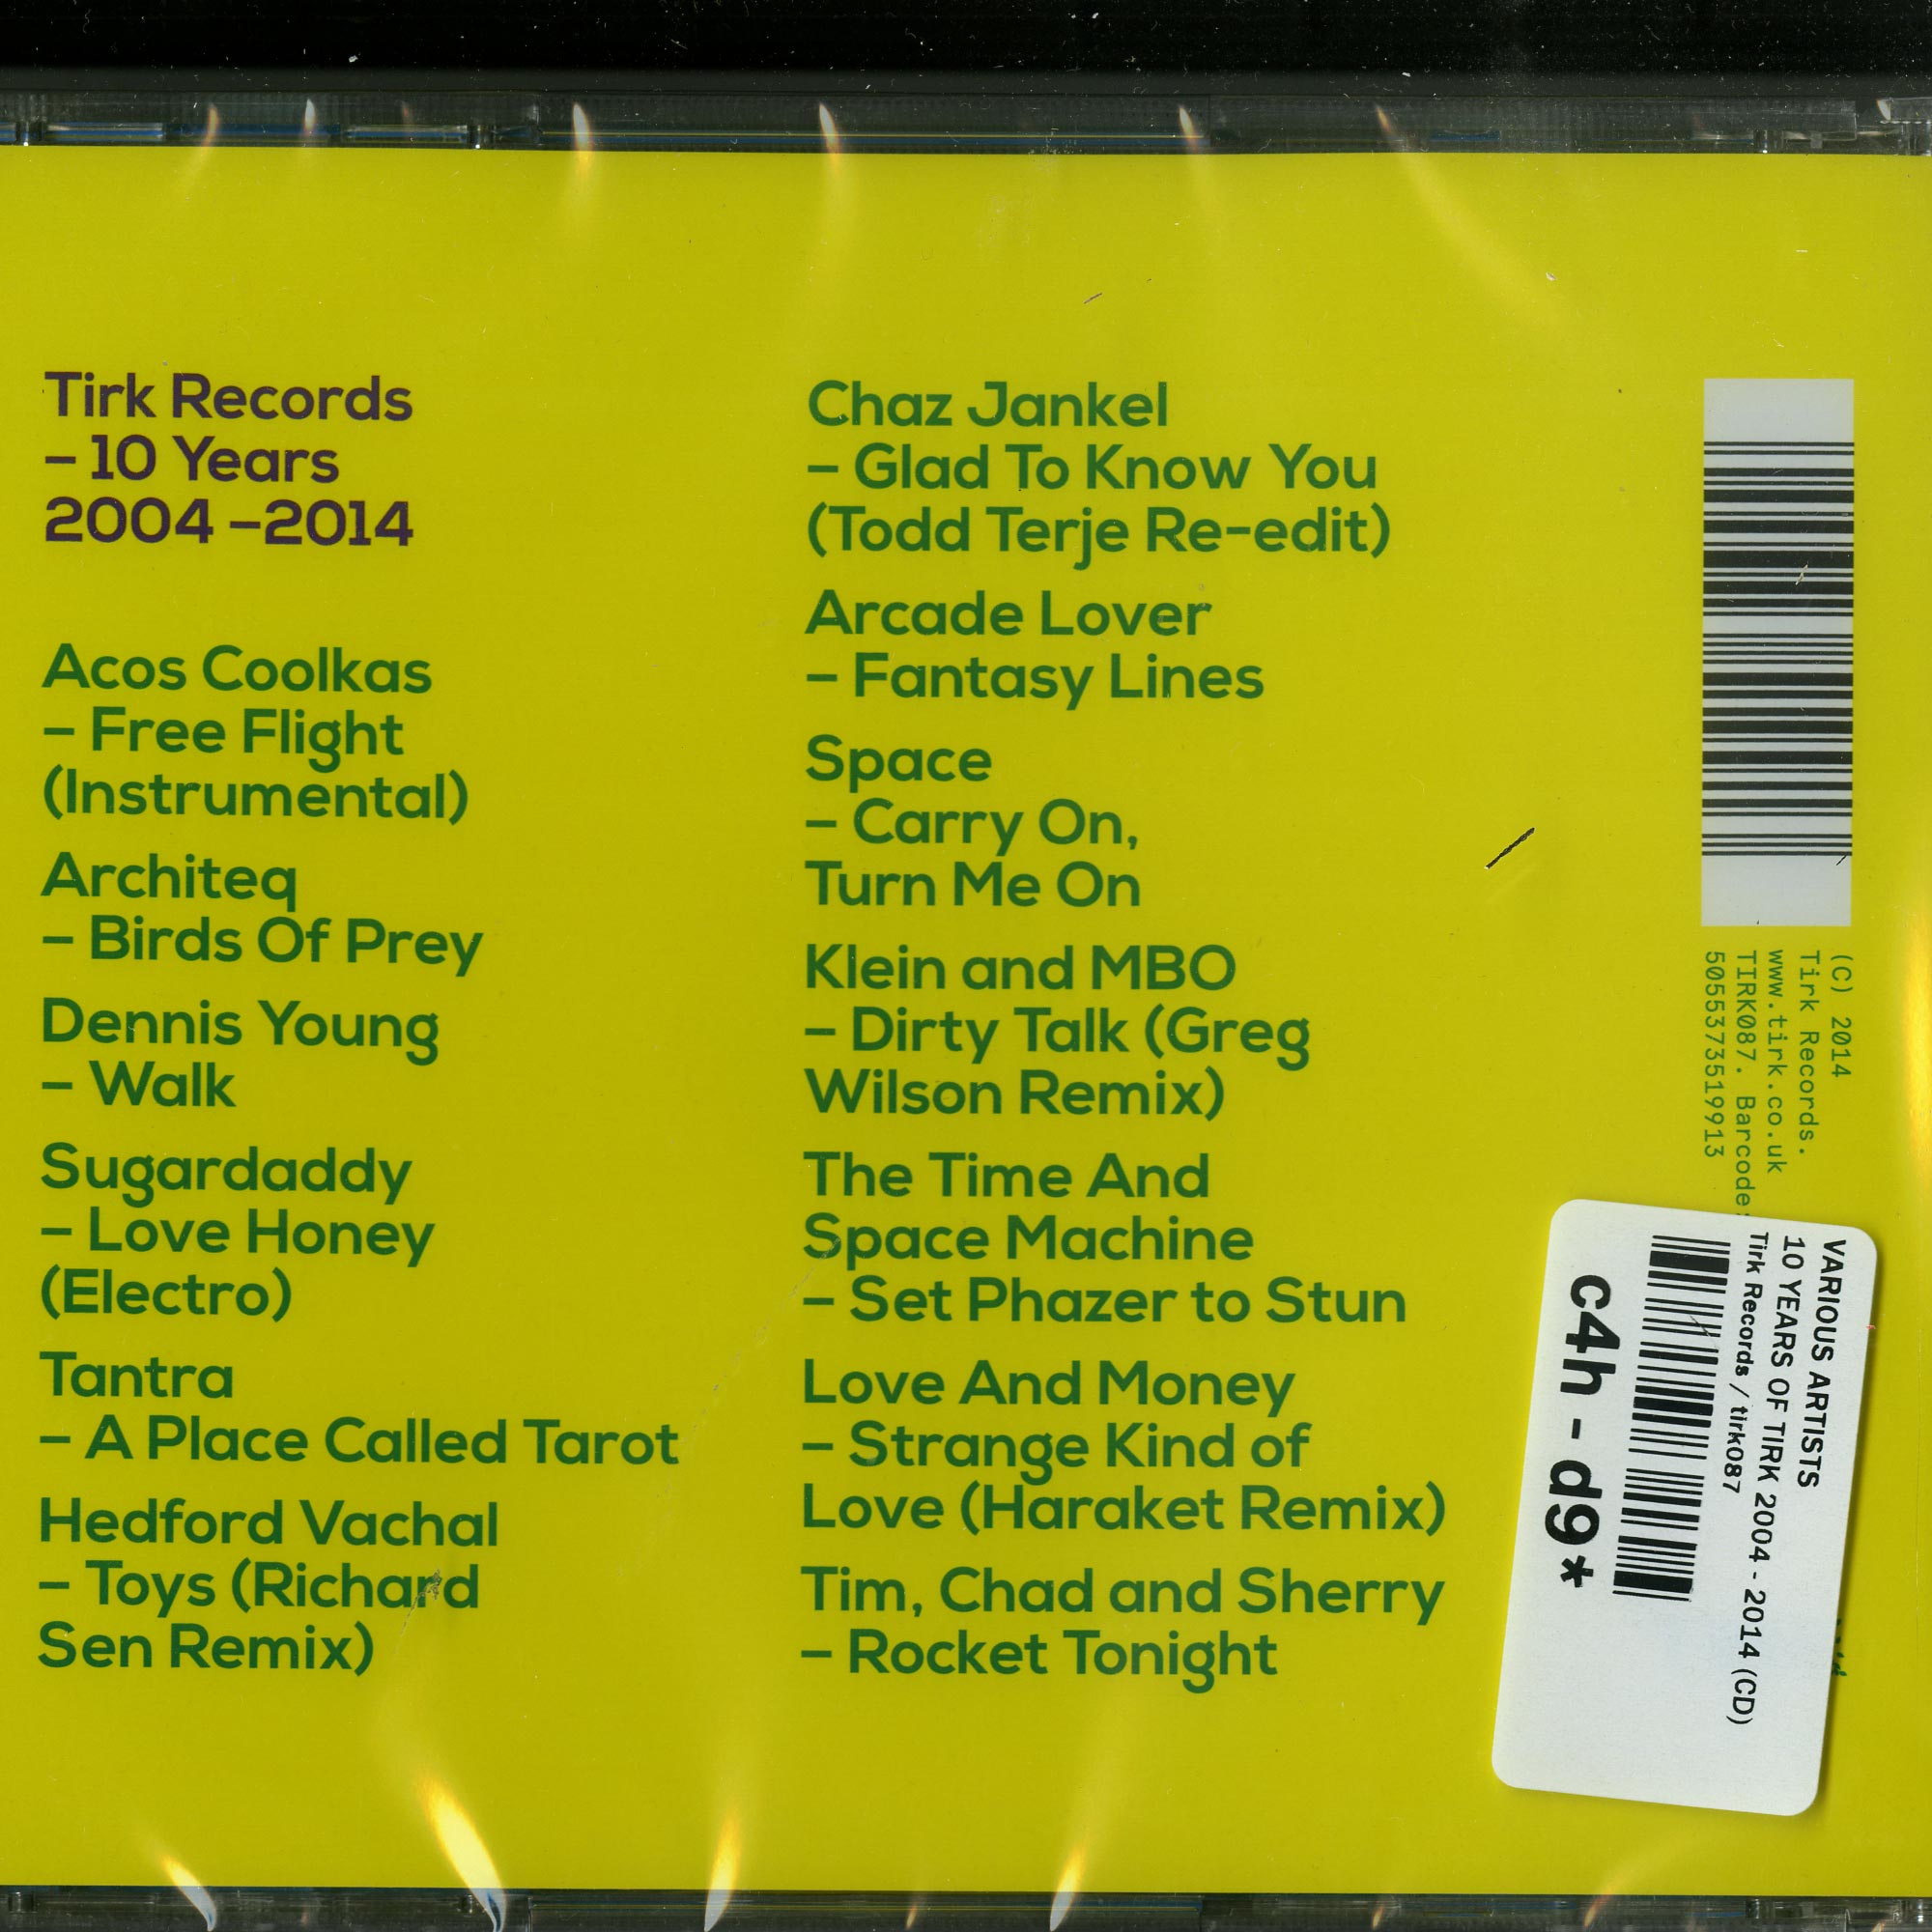 Tirk Records
– 10 Years
2004 –2014
Acos Coolkas
– Free Flight
(Instrumental)
Architeq
– Birds Of Prey
Dennis Young
– Walk
Sugardaddy
– Love Honey
(Electro)
Tantra
– A Place Called Tarot
Hedford Vachal
– Toys (Richard
Sen Remix)
Chaz Jankel
– Glad To Know You
(Todd Terje Re-edit)
Arcade Lover
– Fantasy Lines
Space
– Carry On,
Turn Me On
Klein and MBO
– Dirty Talk (Greg
Wilson Remix)
The Time And
Space Machine
– Set Phazer to Stun
Love And Money
– Strange Kind of
Love (Haraket Remix)
Tim, Chad and Sherry
– Rocket Tonight
(C) 2014
Tirk Records.
www.tirk.co.uk
TIRK087. Barcode:
5055373519913
VARIOUS ARTISTS
10 YEARS OF TIRK 2004 - 2014 (CD)
Tirk Records / tirk087
c4h - d9*